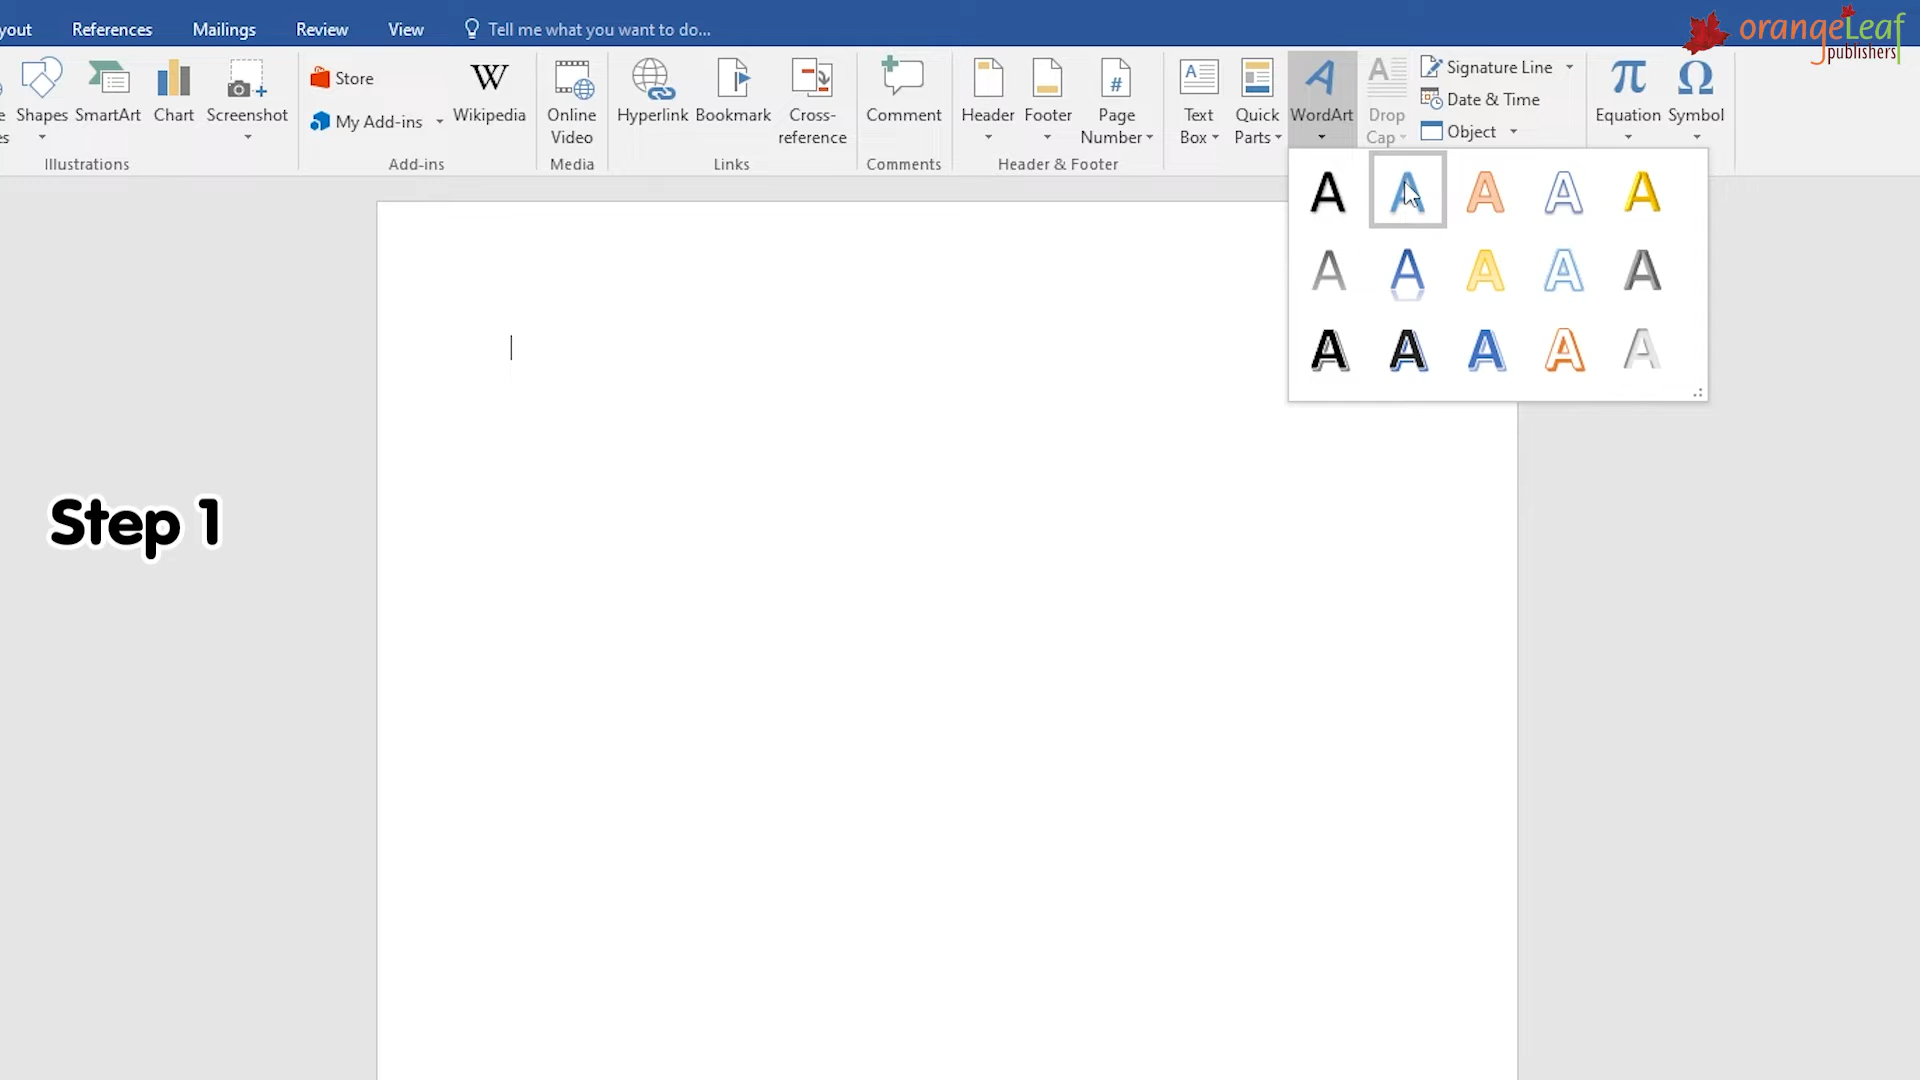 yout References Mailings Review View Tell me what you want to do...
orangeLeaf
publishers
Shapes SmartArt Chart Screenshot
Illustrations
Store
My Add-ins
W
Wikipedia
Add-ins
Online
Video
Media
Hyperlink Bookmark Cross-
reference
Links
Comment
Comments
Header Footer Page
Number
#
Header & Footer
Text
Box
Quick
Parts
WordArt
Drop
Cap
Signature Line
Date & Time
Object
π Ω
Equation Symbol
A A A A A
A A A A A
A A A A A
Step 1